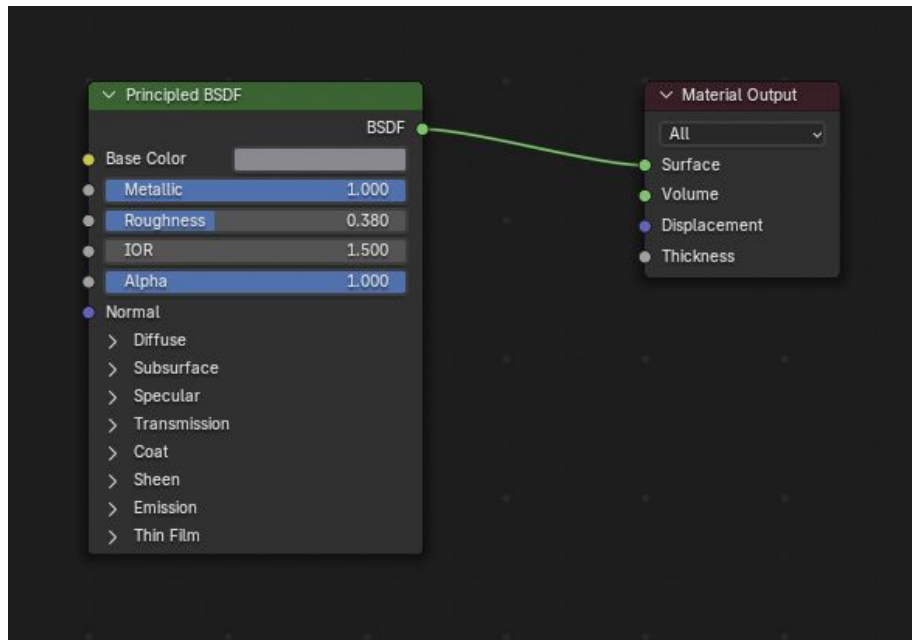 Principled BSDF
BSDF
Base Color
Metallic 1.000
Roughness 0.380
IOR 1.500
Alpha 1.000
Normal
Diffuse
Subsurface
Specular
Transmission
Coat
Sheen
Emission
Thin Film
Material Output
All
Surface
Volume
Displacement
Thickness